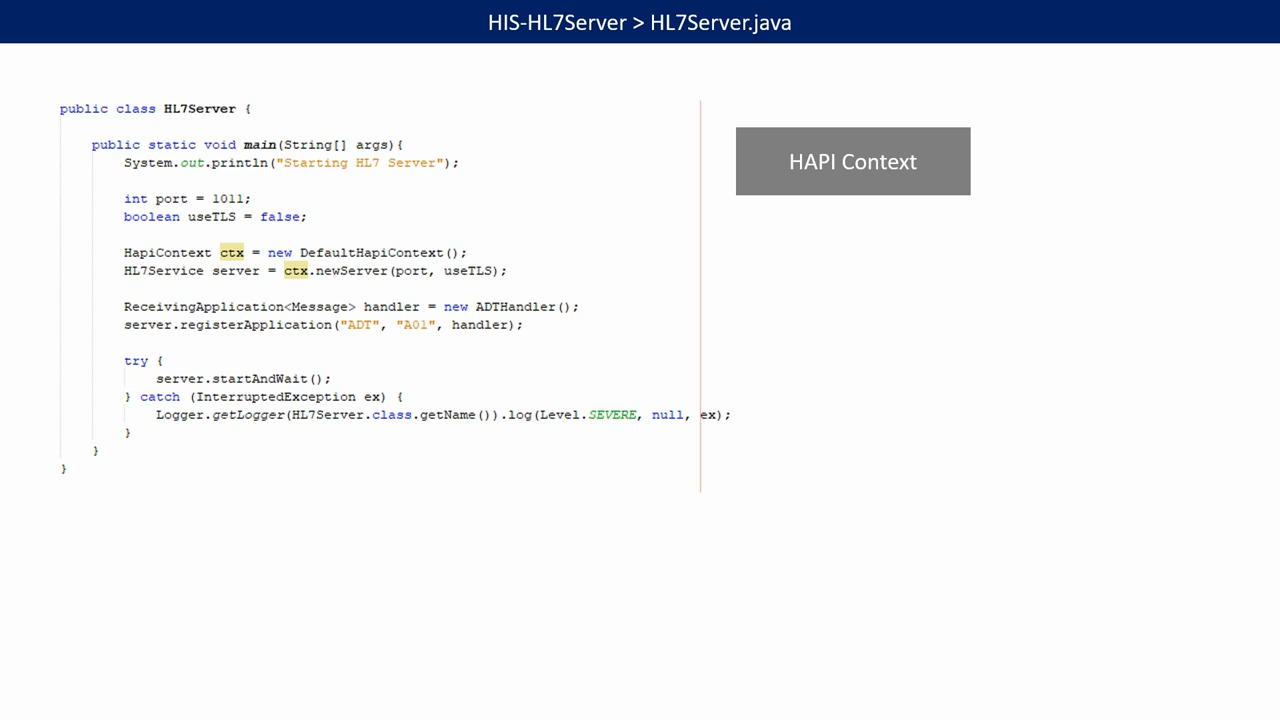 HIS-HL7Server > HL7Server.java
public class HL7Server {
public static void main(String[] args){
System.out.println("Starting HL7 Server");
int port = 1011;
boolean useTLS = false;
HapiContext ctx = new DefaultHapiContext();
HL7Service server = ctx.newServer(port, useTLS);
ReceivingApplication<Message> handler = new ADTHandler();
server.registerApplication("ADT", "A01", handler);
try {
server.startAndWait();
} catch (InterruptedException ex) {
Logger.getLogger(HL7Server.class.getName()).log(Level.SEVERE, null, ex);
}
}
}
HAPI Context